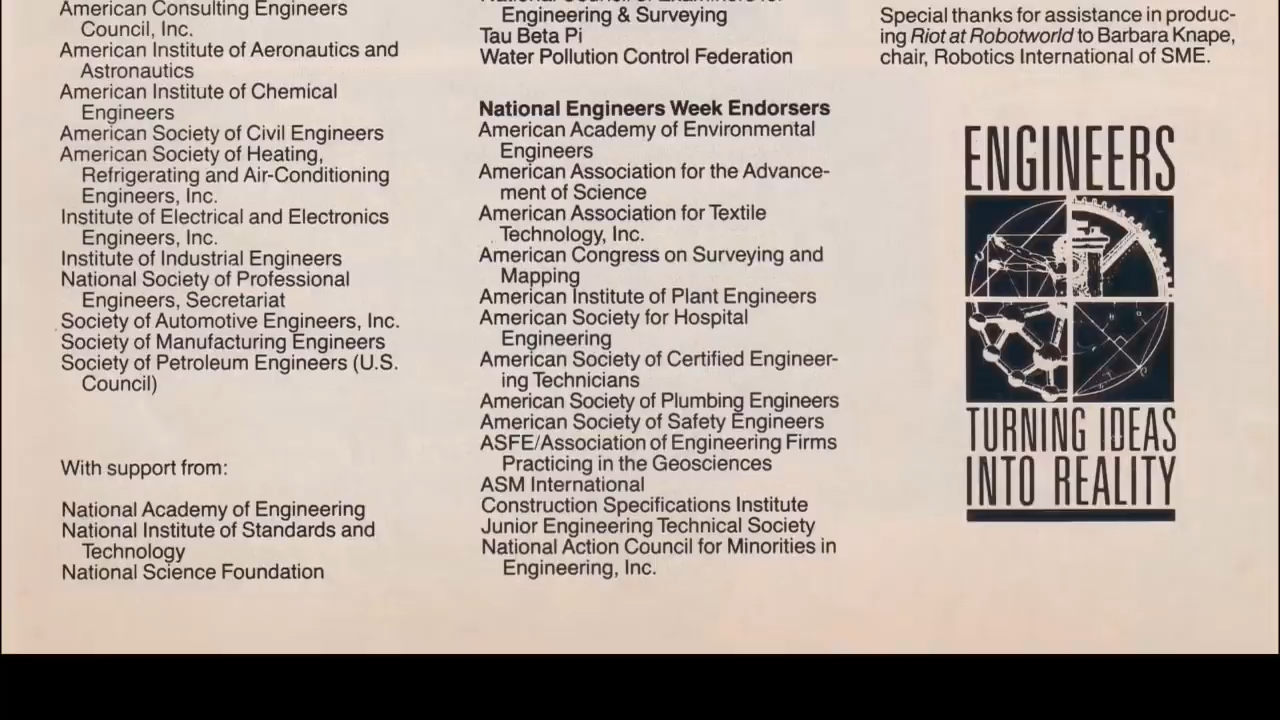 American Consulting Engineers
Council, Inc.
American Institute of Aeronautics and
Astronautics
American Institute of Chemical
Engineers
American Society of Civil Engineers
American Society of Heating,
Refrigerating and Air-Conditioning
Engineers, Inc.
Institute of Electrical and Electronics
Engineers, Inc.
Institute of Industrial Engineers
National Society of Professional
Engineers, Secretariat
Society of Automotive Engineers, Inc.
Society of Manufacturing Engineers
Society of Petroleum Engineers (U.S.
Council)
With support from:
National Academy of Engineering
National Institute of Standards and
Technology
National Science Foundation
National Council of Examiners for
Engineering & Surveying
Tau Beta Pi
Water Pollution Control Federation
National Engineers Week Endorsers
American Academy of Environmental
Engineers
American Association for the Advance-
ment of Science
American Association for Textile
Technology, Inc.
American Congress on Surveying and
Mapping
American Institute of Plant Engineers
American Society for Hospital
Engineering
American Society of Certified Engineer-
ing Technicians
American Society of Plumbing Engineers
American Society of Safety Engineers
ASFE/Association of Engineering Firms
Practicing in the Geosciences
ASM International
Construction Specifications Institute
Junior Engineering Technical Society
National Action Council for Minorities in
Engineering, Inc.
Special thanks for assistance in produc-
ing Riot at Robotworld to Barbara Knape,
chair, Robotics International of SME.
ENGINEERS
TURNING IDEAS
INTO REALITY